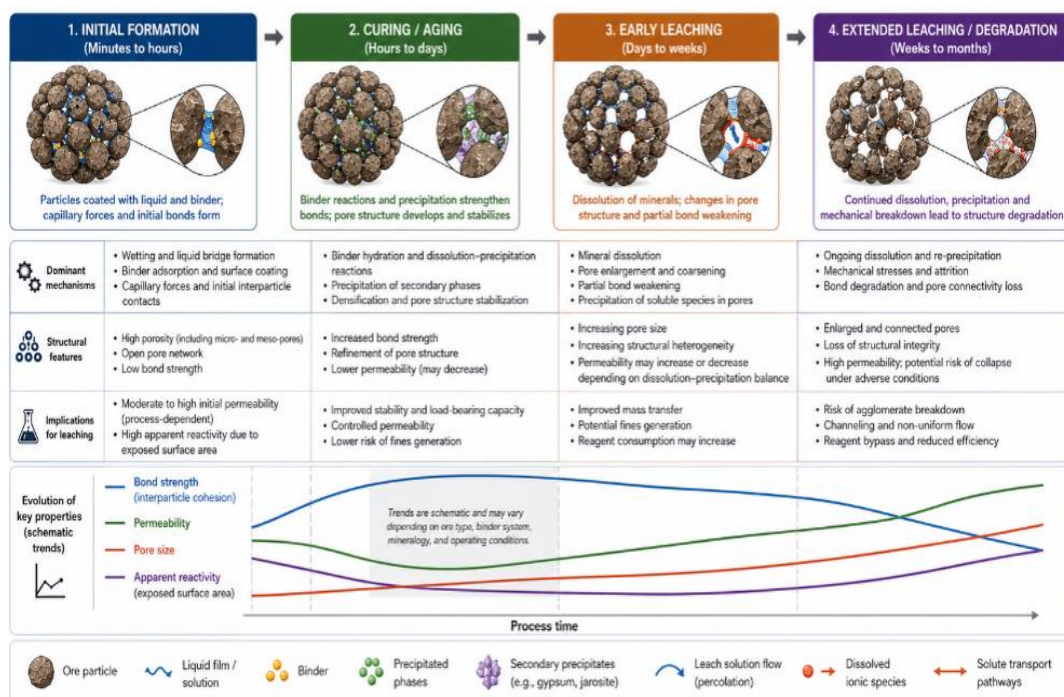 1. INITIAL FORMATION
(Minutes to hours)
2. CURING / AGING
(Hours to days)
3. EARLY LEACHING
(Days to weeks)
4. EXTENDED LEACHING / DEGRADATION
(Weeks to months)
Particles coated with liquid and binder;
capillary forces and initial bonds form
Binder reactions and precipitation strengthen
bonds; pore structure develops and stabilizes
Dissolution of minerals; changes in pore
structure and partial bond weakening
Continued dissolution, precipitation and
mechanical breakdown lead to structure degradation
Dominant
mechanisms
• Wetting and liquid bridge formation
• Binder adsorption and surface coating
• Capillary forces and initial interparticle
contacts
• Binder hydration and dissolution–precipitation
reactions
• Precipitation of secondary phases
• Densification and pore structure stabilization
• Mineral dissolution
• Pore enlargement and coarsening
• Partial bond weakening
• Precipitation of soluble species in pores
• Ongoing dissolution and re-precipitation
• Mechanical stresses and attrition
• Bond degradation and pore connectivity loss
Structural
features
• High porosity (including micro- and meso-pores)
• Open pore network
• Low bond strength
• Increased bond strength
• Refinement of pore structure
• Lower permeability (may decrease)
• Increasing pore size
• Increasing structural heterogeneity
• Permeability may increase or decrease
depending on dissolution–precipitation balance
• Enlarged and connected pores
• Loss of structural integrity
• High permeability; potential risk of collapse
under adverse conditions
Implications
for leaching
• Moderate to high initial permeability
(process-dependent)
• High apparent reactivity due to
exposed surface area
• Improved stability and load-bearing capacity
• Controlled permeability
• Lower risk of fines generation
• Improved mass transfer
• Potential fines generation
• Reagent consumption may increase
• Risk of agglomerate breakdown
• Channeling and non-uniform flow
• Reagent bypass and reduced efficiency
Evolution of
key properties
(schematic
trends)
Bond strength
(interparticle cohesion)
Permeability
Pore size
Apparent reactivity
(exposed surface area)
Trends are schematic and may vary
depending on ore type, binder system,
mineralogy, and operating conditions.
Process time
Ore particle
Liquid film /
solution
Binder
Precipitated
phases
Secondary precipitates
(e.g., gypsum, jarosite)
Leach solution flow
(percolation)
Dissolved
ionic species
Solute transport
pathways